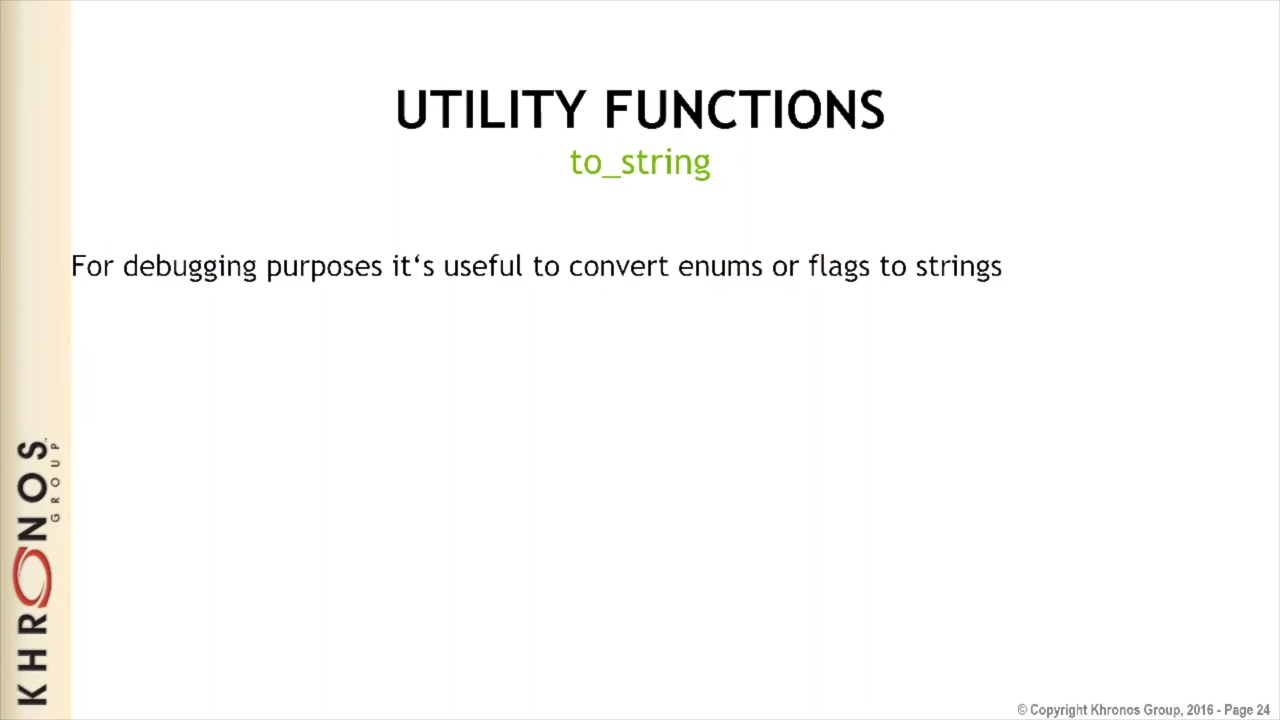 UTILITY FUNCTIONS
to_string
For debugging purposes it‘s useful to convert enums or flags to strings
KHRONOS
GROUP
© Copyright Khronos Group, 2016 - Page 24